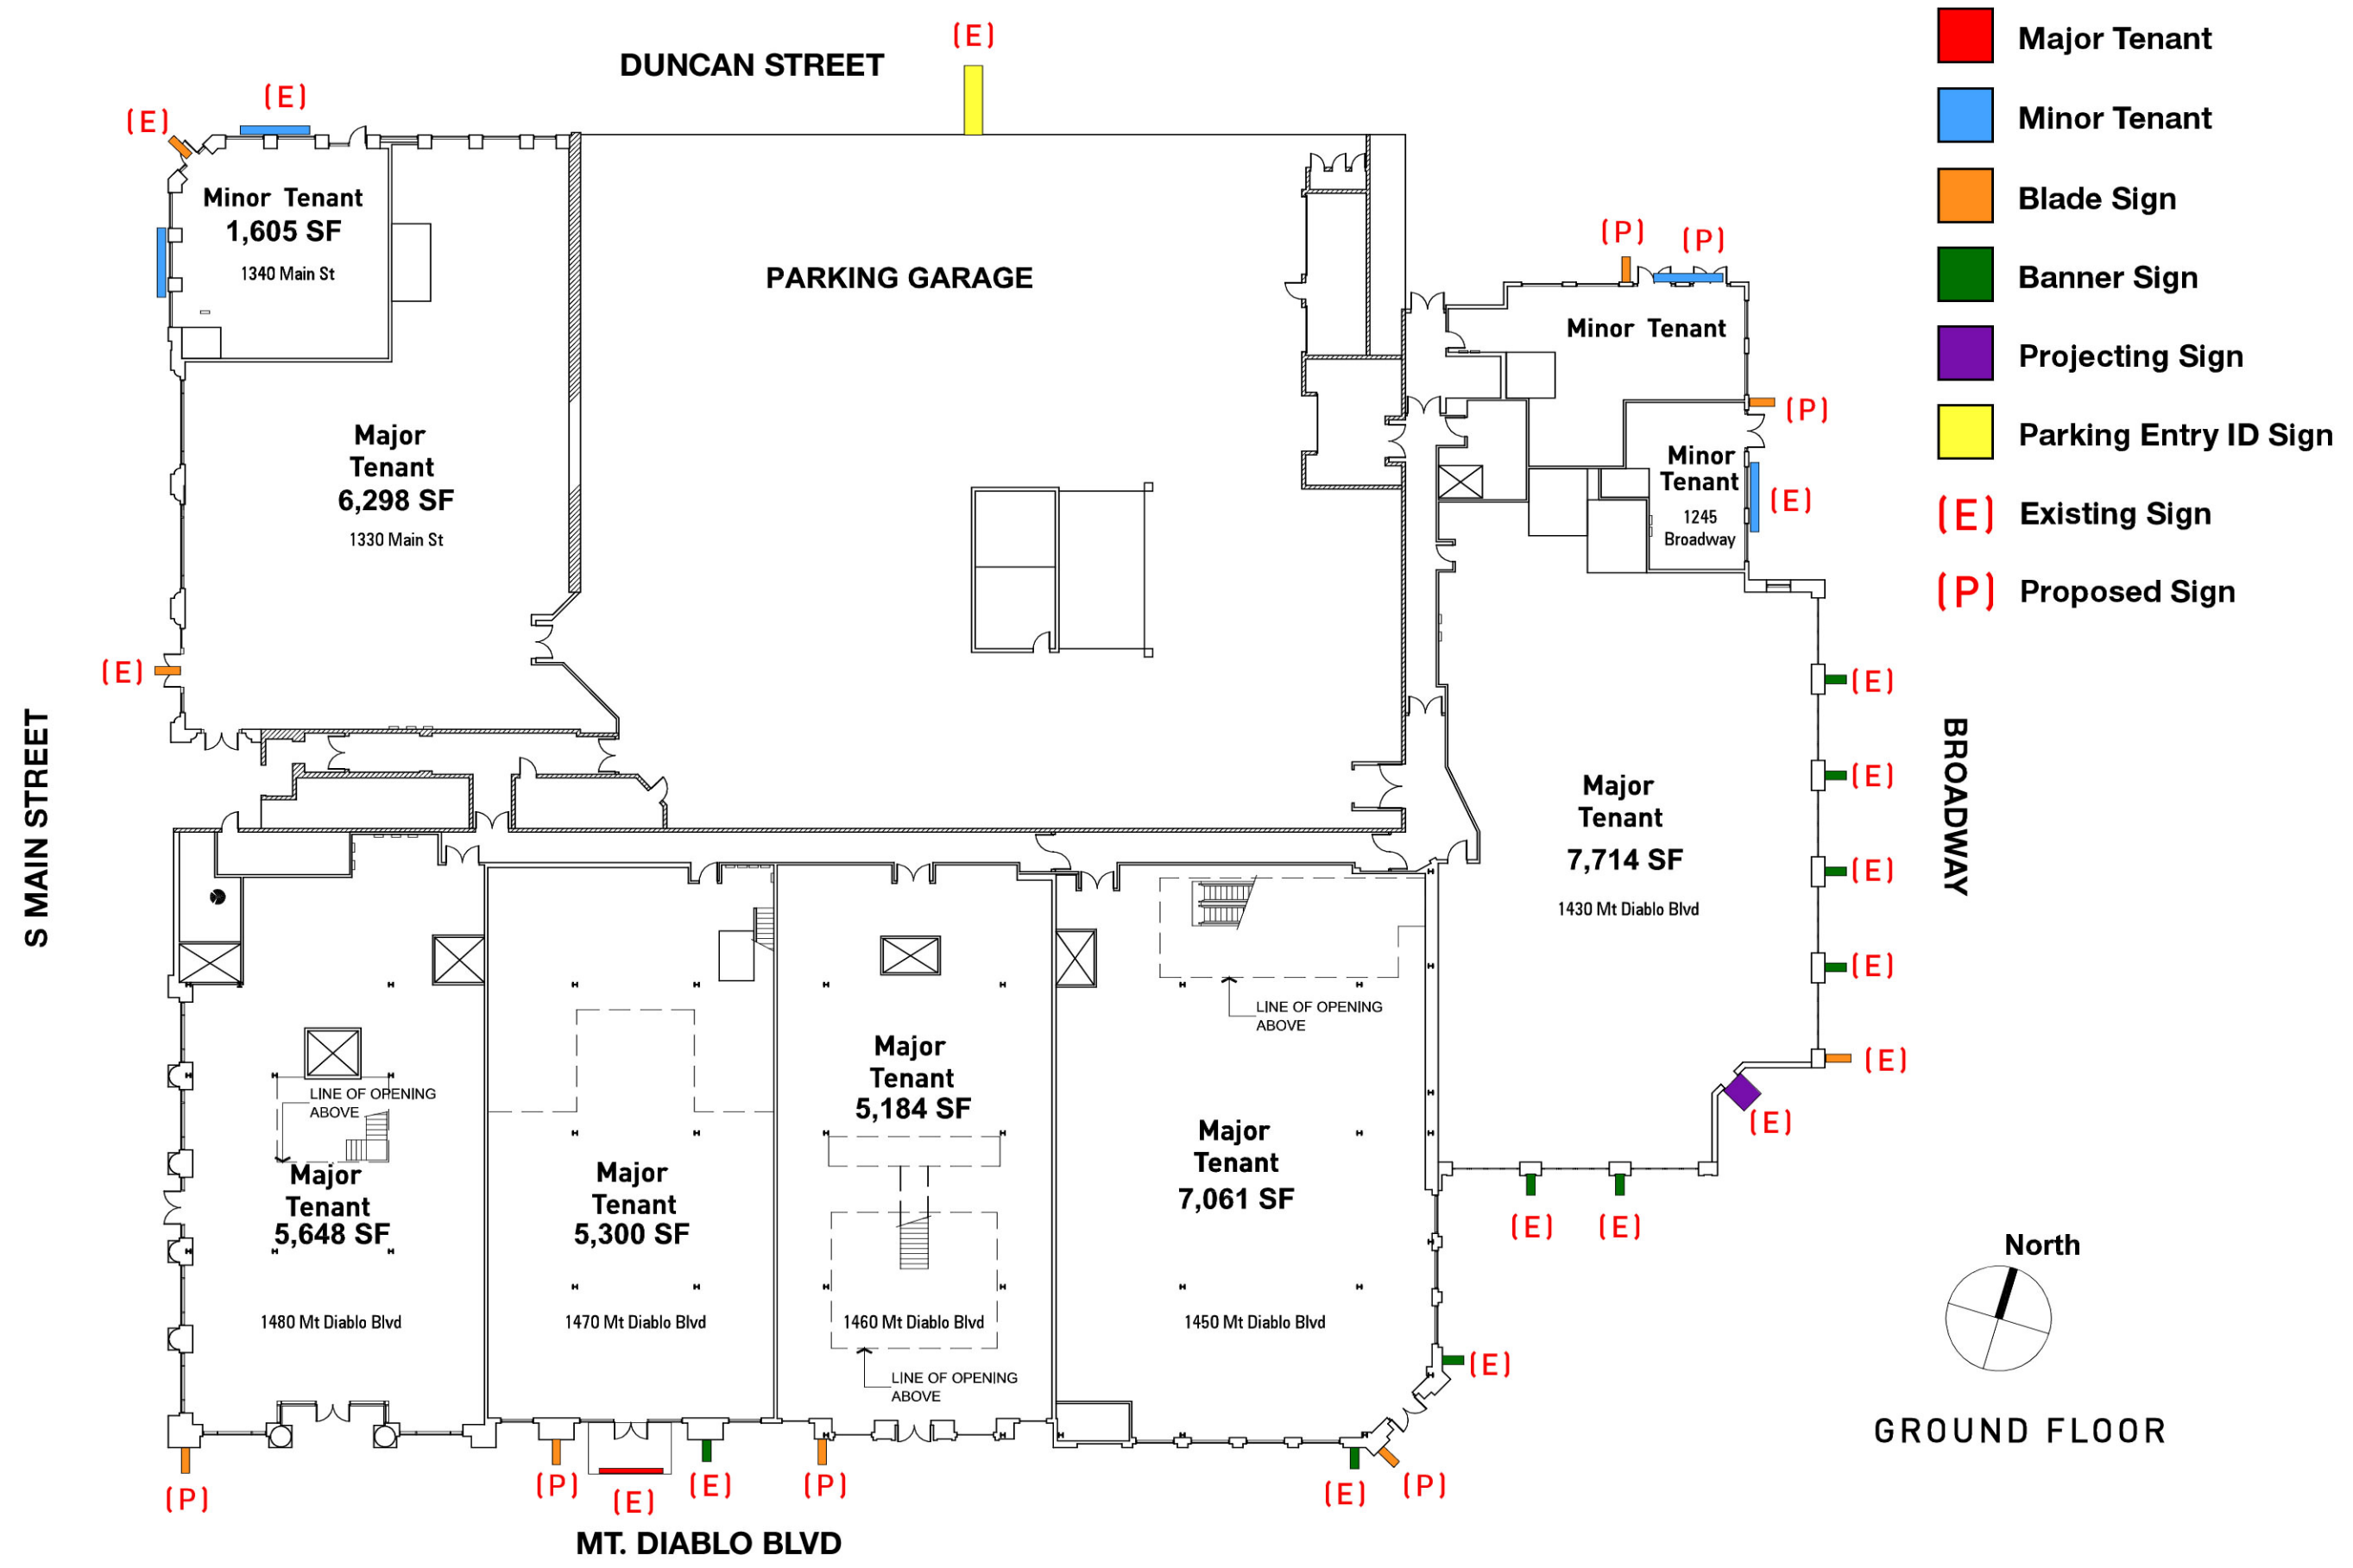 DUNCAN STREET
(E)
(E)
(E)
Minor Tenant
1,605 SF
1340 Main St
PARKING GARAGE
Major
Tenant
6,298 SF
1330 Main St
(E)
S MAIN STREET
(P)
(P)
Minor Tenant
(P)
Minor
Tenant
1245
Broadway
(E)
Major
Tenant
7,714 SF
1430 Mt Diablo Blvd
(E)
(E)
(E)
(E)
(E)
(E)
(E)
(E)
BROADWAY
LINE OF OPENING
ABOVE
Major
Tenant
5,648 SF
1480 Mt Diablo Blvd
Major
Tenant
5,300 SF
1470 Mt Diablo Blvd
Major
Tenant
5,184 SF
1460 Mt Diablo Blvd
LINE OF OPENING
ABOVE
LINE OF OPENING
ABOVE
Major
Tenant
7,061 SF
1450 Mt Diablo Blvd
(E)
(P)
(P)
(E)
(E)
(P)
(E)
(P)
MT. DIABLO BLVD
Major Tenant
Minor Tenant
Blade Sign
Banner Sign
Projecting Sign
Parking Entry ID Sign
(E) Existing Sign
(P) Proposed Sign
North
GROUND FLOOR